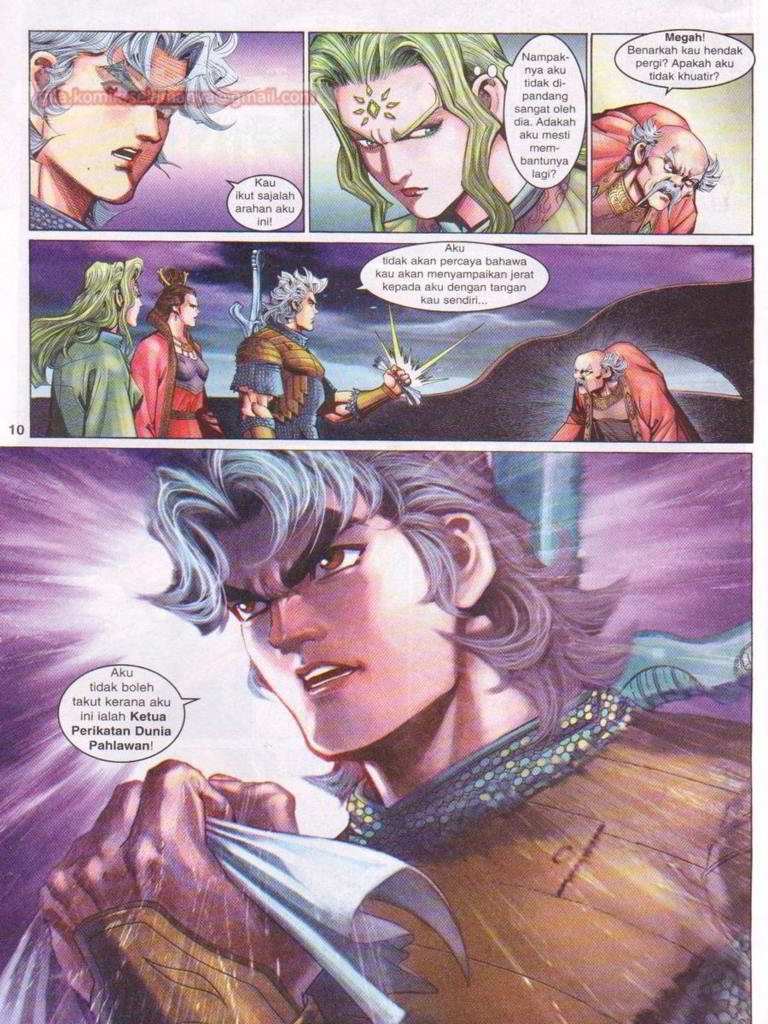 Kau
ikut sajalah
arahan aku
ini!
Nampak-
nya aku
tidak di-
pandang
sangat oleh
dia. Adakah
aku mesti
mem-
bantunya
lagi?
Megah!
Benarkah kau hendak
pergi? Apakah aku
tidak khuatir?
Aku
tidak akan percaya bahawa
kau akan menyampaikan jerat
kepada aku dengan tangan
kau sendiri...
10
Aku
tidak boleh
takut kerana aku
ini ialah Ketua
Perikatan Dunia
Pahlawan!